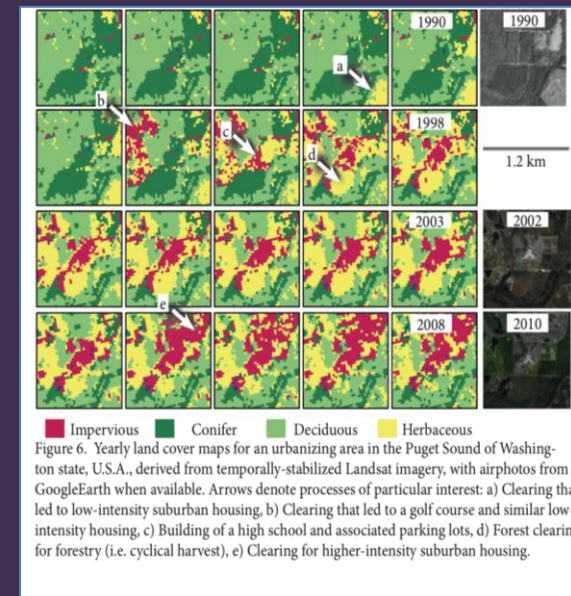 1990
1990
a
b
1998
c
d
1.2 km
2003
2002
e
2008
2010
Impervious Conifer Deciduous Herbaceous
Figure 6. Yearly land cover maps for an urbanizing area in the Puget Sound of Washing-
ton state, U.S.A., derived from temporally-stabilized Landsat imagery, with airphotos from
GoogleEarth when available. Arrows denote processes of particular interest: a) Clearing tha
led to low-intensity suburban housing, b) Clearing that led to a golf course and similar low-
intensity housing, c) Building of a high school and associated parking lots, d) Forest clearin
for forestry (i.e. cyclical harvest), e) Clearing for higher-intensity suburban housing.